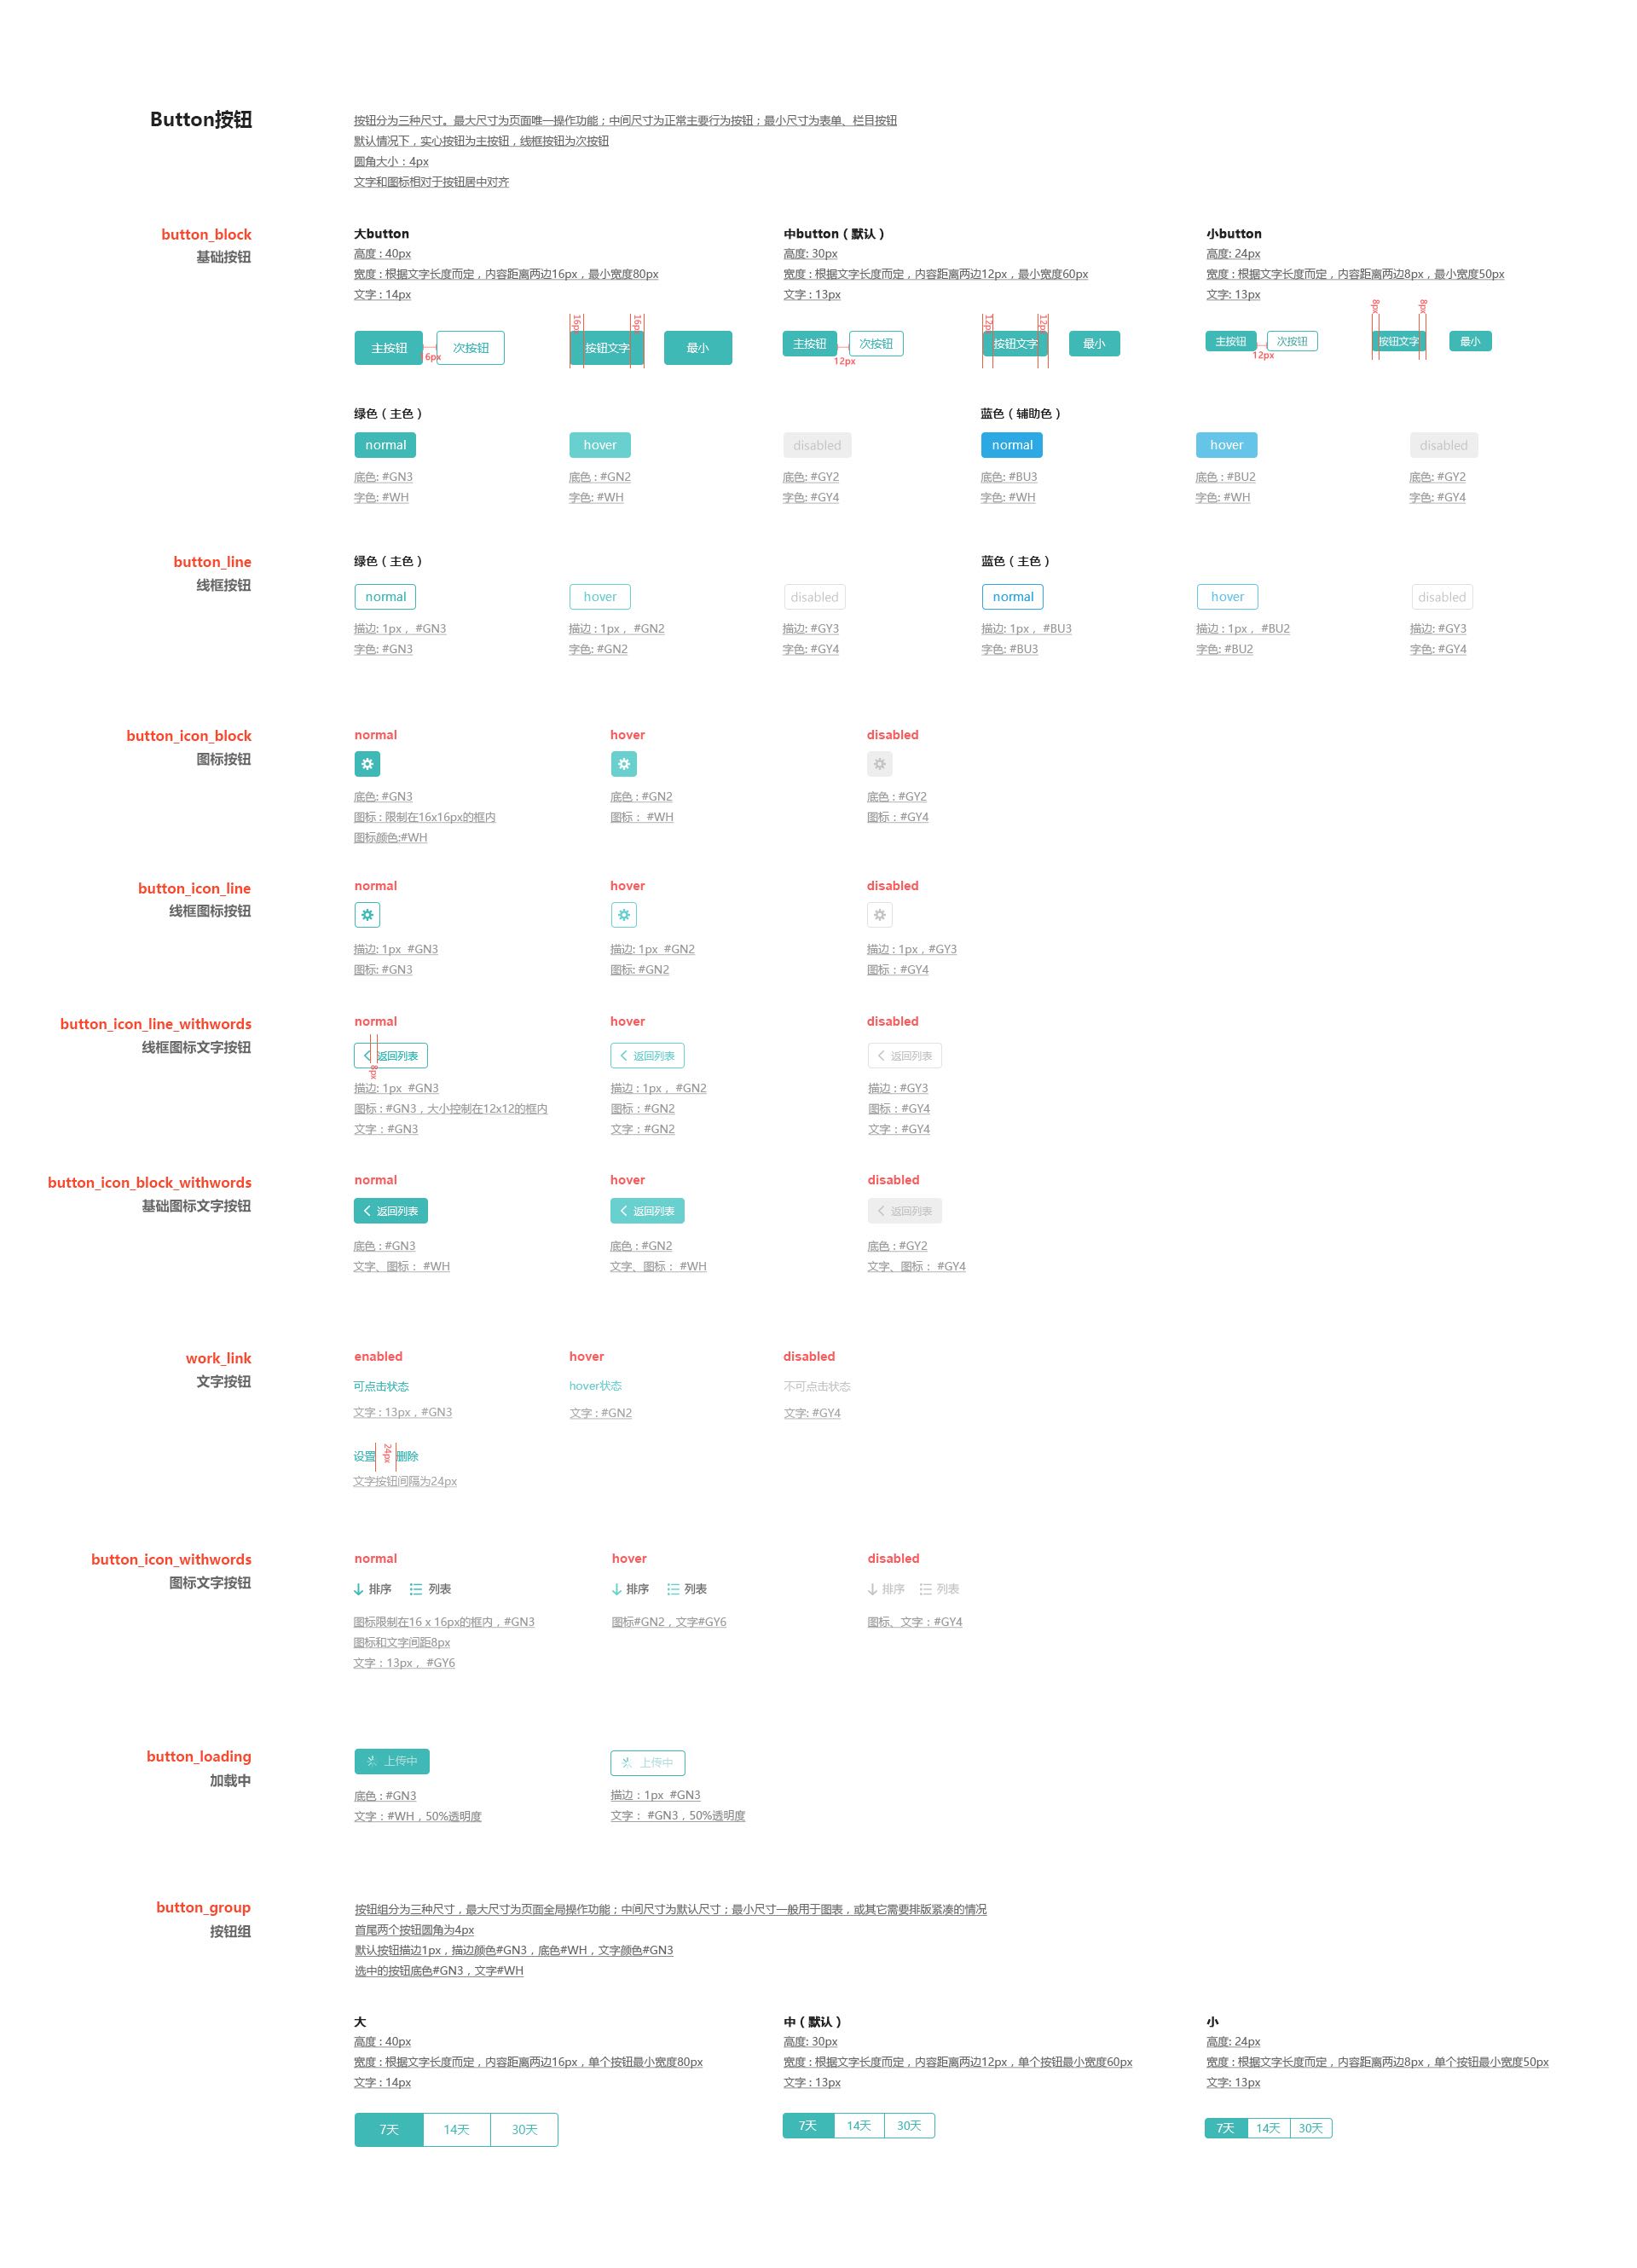 Button按钮
按钮分为三种尺寸。最大尺寸为页面唯一操作功能；中间尺寸为正常主要行为按钮；最小尺寸为表单、栏目按钮
默认情况下，实心按钮为主按钮，线框按钮为次按钮
圆角大小：4px
文字和图标相对于按钮居中对齐
button_block
基础按钮
大button
高度 : 40px
宽度 : 根据文字长度而定，内容距离两边16px，最小宽度80px
文字 : 14px
中button（默认）
高度: 30px
宽度 : 根据文字长度而定，内容距离两边12px，最小宽度60px
文字 : 13px
小button
高度: 24px
宽度 : 根据文字长度而定，内容距离两边8px，最小宽度50px
文字: 13px
主按钮
6px
次按钮
16px
按钮文字
16px
最小
主按钮
12px
次按钮
12px
按钮文字
12px
最小
主按钮
12px
次按钮
8px
按钮文字
8px
最小
绿色（主色）
蓝色（辅助色）
normal
hover
disabled
normal
hover
disabled
底色: #GN3
底色 : #GN2
底色: #GY2
底色: #BU3
底色 : #BU2
底色: #GY2
字色: #WH
字色: #WH
字色: #GY4
字色: #WH
字色: #WH
字色: #GY4
button_line
线框按钮
绿色（主色）
蓝色（主色）
normal
hover
disabled
normal
hover
disabled
描边: 1px， #GN3
描边 : 1px， #GN2
描边: #GY3
描边: 1px， #BU3
描边 : 1px， #BU2
描边: #GY3
字色: #GN3
字色: #GN2
字色: #GY4
字色: #BU3
字色: #BU2
字色: #GY4
button_icon_block
图标按钮
normal
hover
disabled
底色: #GN3
底色 : #GN2
底色 : #GY2
图标 : 限制在16x16px的框内
图标： #WH
图标：#GY4
图标颜色:#WH
button_icon_line
线框图标按钮
normal
hover
disabled
描边: 1px  #GN3
描边: 1px  #GN2
描边 : 1px，#GY3
图标: #GN3
图标: #GN2
图标：#GY4
button_icon_line_withwords
线框图标文字按钮
normal
hover
disabled
返回列表
8px
返回列表
返回列表
描边: 1px  #GN3
描边 : 1px， #GN2
描边 : #GY3
图标 : #GN3，大小控制在12x12的框内
图标：#GN2
图标：#GY4
文字：#GN3
文字：#GN2
文字：#GY4
button_icon_block_withwords
基础图标文字按钮
normal
hover
disabled
返回列表
返回列表
返回列表
底色 : #GN3
底色 : #GN2
底色 : #GY2
文字、图标： #WH
文字、图标： #WH
文字、图标： #GY4
work_link
文字按钮
enabled
hover
disabled
可点击状态
hover状态
不可点击状态
文字 : 13px，#GN3
文字 : #GN2
文字: #GY4
设置
24px
删除
文字按钮间隔为24px
button_icon_withwords
图标文字按钮
normal
hover
disabled
排序 列表
排序 列表
排序 列表
图标限制在16 x 16px的框内，#GN3
图标#GN2，文字#GY6
图标、文字：#GY4
图标和文字间距8px
文字：13px， #GY6
button_loading
加载中
上传中
上传中
底色 : #GN3
描边：1px  #GN3
文字：#WH，50%透明度
文字： #GN3，50%透明度
button_group
按钮组
按钮组分为三种尺寸，最大尺寸为页面全局操作功能；中间尺寸为默认尺寸；最小尺寸一般用于图表，或其它需要排版紧凑的情况
首尾两个按钮圆角为4px
默认按钮描边1px，描边颜色#GN3，底色#WH，文字颜色#GN3
选中的按钮底色#GN3，文字#WH
大
高度 : 40px
宽度 : 根据文字长度而定，内容距离两边16px，单个按钮最小宽度80px
文字 : 14px
中（默认）
高度: 30px
宽度 : 根据文字长度而定，内容距离两边12px，单个按钮最小宽度60px
文字 : 13px
小
高度: 24px
宽度 : 根据文字长度而定，内容距离两边8px，单个按钮最小宽度50px
文字: 13px
7天 14天 30天
7天 14天 30天
7天 14天 30天